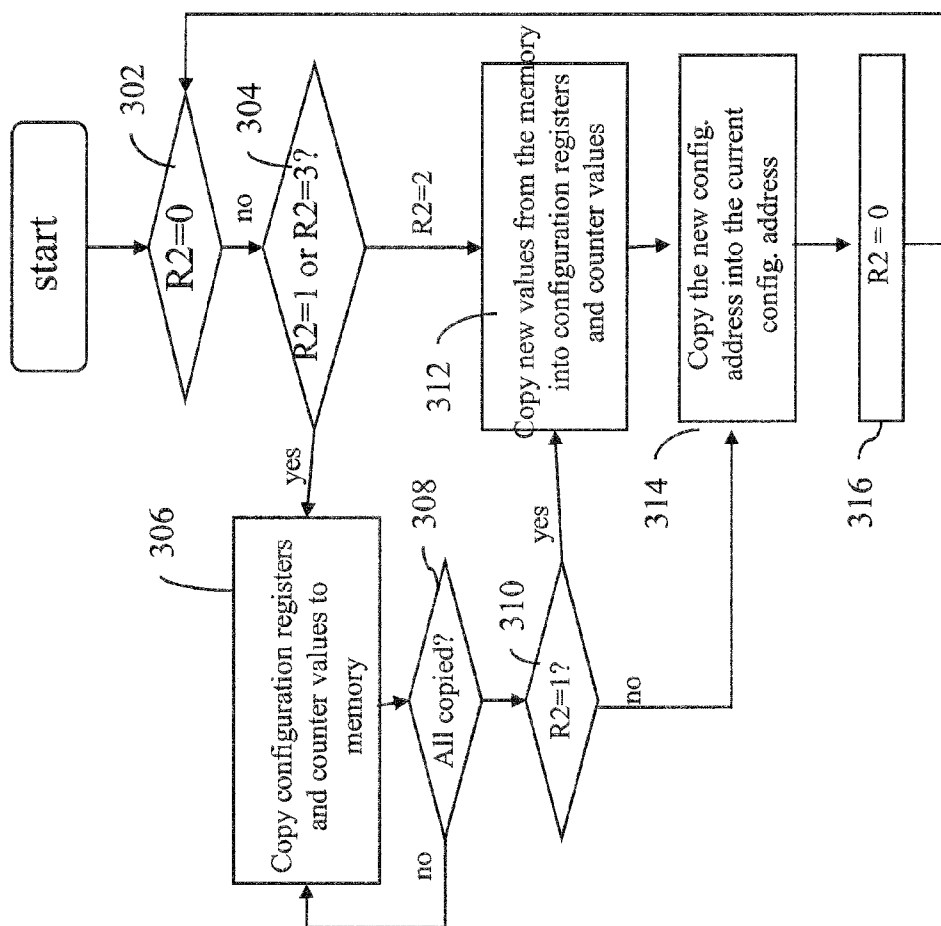 start
302
R2=0
no
304
R2=1 or R2=3?
yes
R2=2
306
Copy configuration registers
and counter values to
memory
308
All copied?
no
310
R2=1?
yes
no
312
Copy new values from the memory
into configuration registers
and counter values
314
Copy the new config.
address into the current
config. address
316
R2 = 0